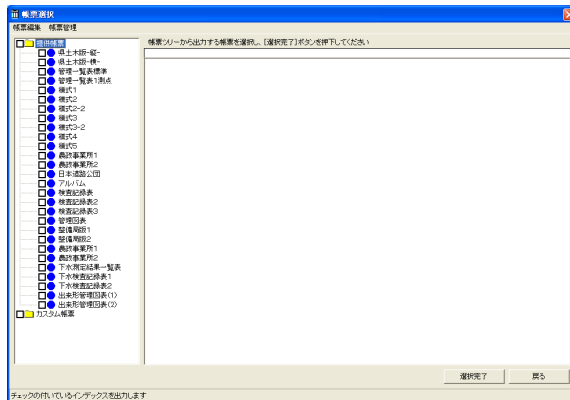 帳票選択
帳票編集 帳票管理
提供帳票
県土木版-縦-
県土木版-横-
管理一覧表標準
管理一覧表1測点
様式1
様式2
様式2-2
様式3
様式3-2
様式4
様式5
農政事業所1
農政事業所2
日本道路公団
アルバム
検査記録表
検査記録表2
検査記録表3
管理図表
整備局版1
整備局版2
農政事業所1
農政事業所2
下水測定結果一覧表
下水検査記録表1
下水検査記録表2
出来形管理図表(1)
出来形管理図表(2)
カスタム帳票
帳票ツリーから出力する帳票を選択し、[選択完了]ボタンを押下してください
選択完了 戻る
チェックの付いているインデックスを出力します